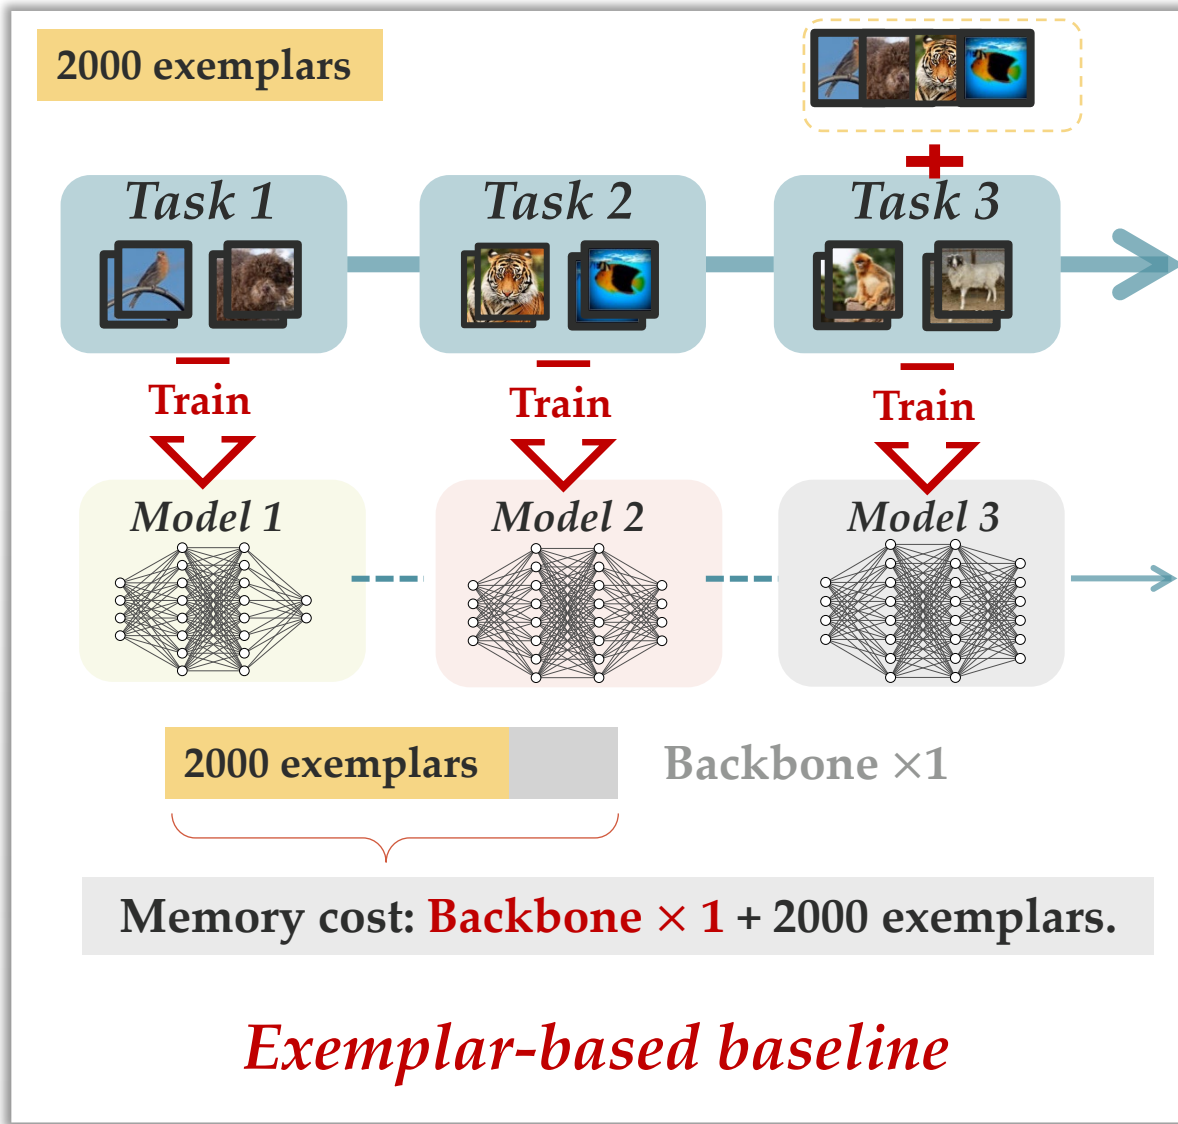 2000 exemplars
Task 1
Task 2
Task 3
Train
Train
Train
Model 1
Model 2
Model 3
2000 exemplars
Backbone ×1
Memory cost: Backbone × 1 + 2000 exemplars.
Exemplar-based baseline